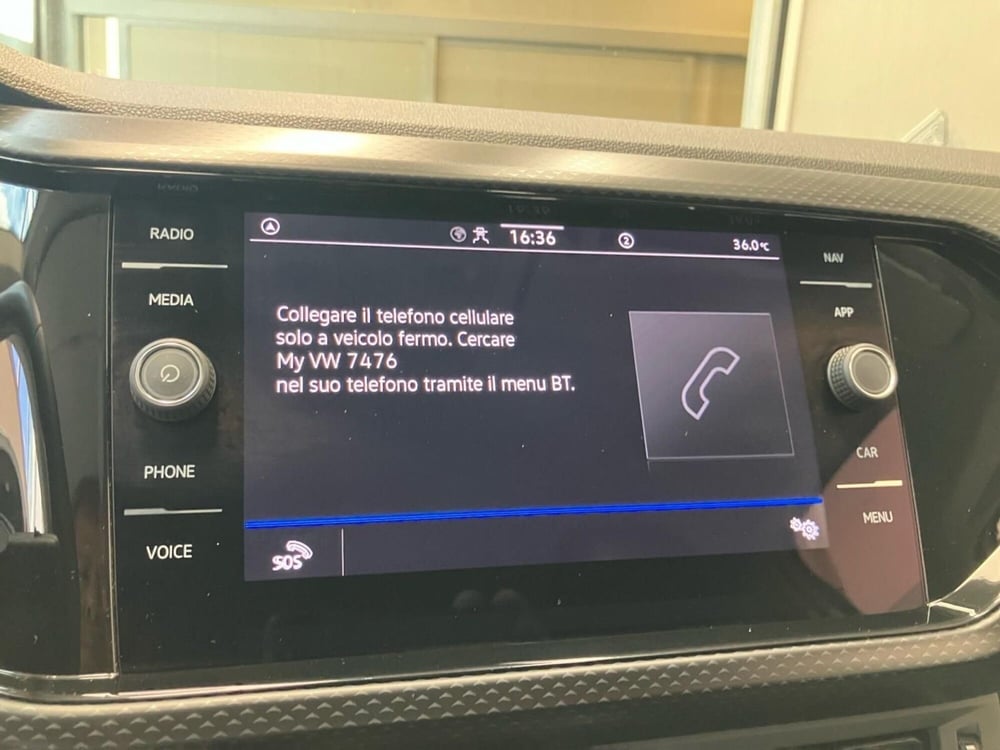 RADIO
MEDIA
PHONE
VOICE
16:36
2
36.0°C
Collegare il telefono cellulare
solo a veicolo fermo. Cercare
My VW 7476
nel suo telefono tramite il menu BT.
SOS
NAV
APP
CAR
MENU